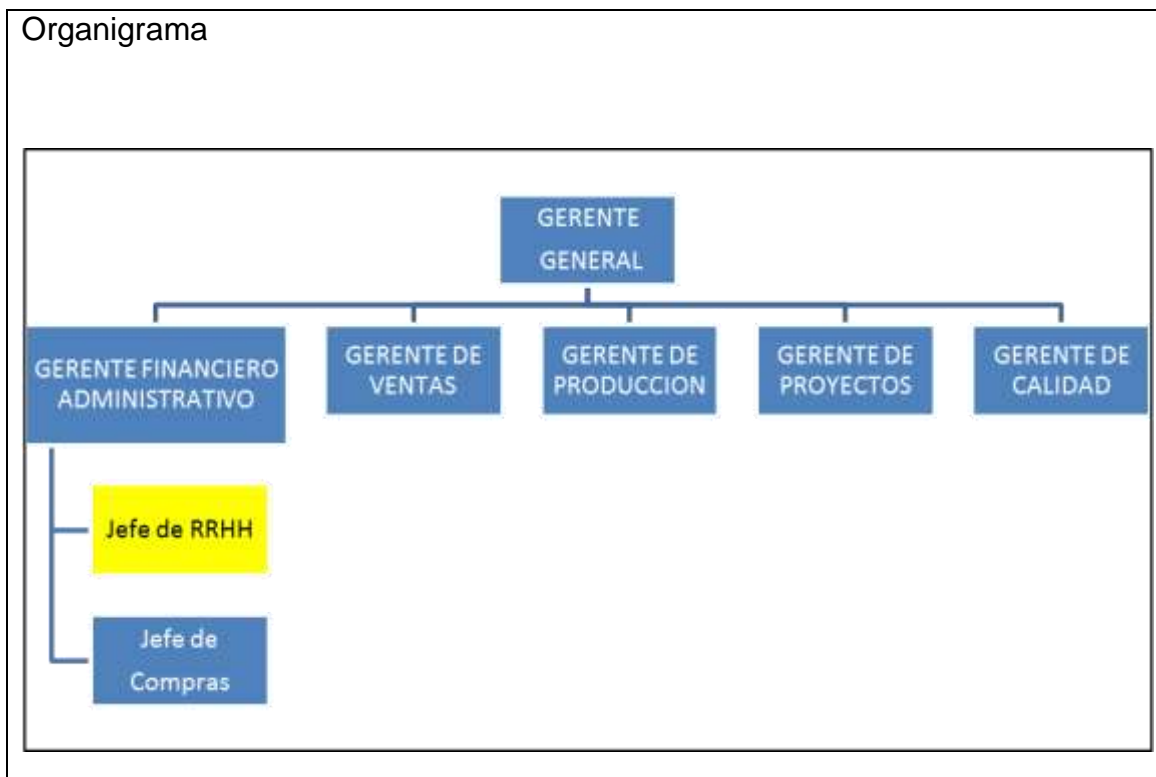 Organigrama
GERENTE
GENERAL
GERENTE FINANCIERO
ADMINISTRATIVO
GERENTE DE
VENTAS
GERENTE DE
PRODUCCION
GERENTE DE
PROYECTOS
GERENTE DE
CALIDAD
Jefe de RRHH
Jefe de
Compras